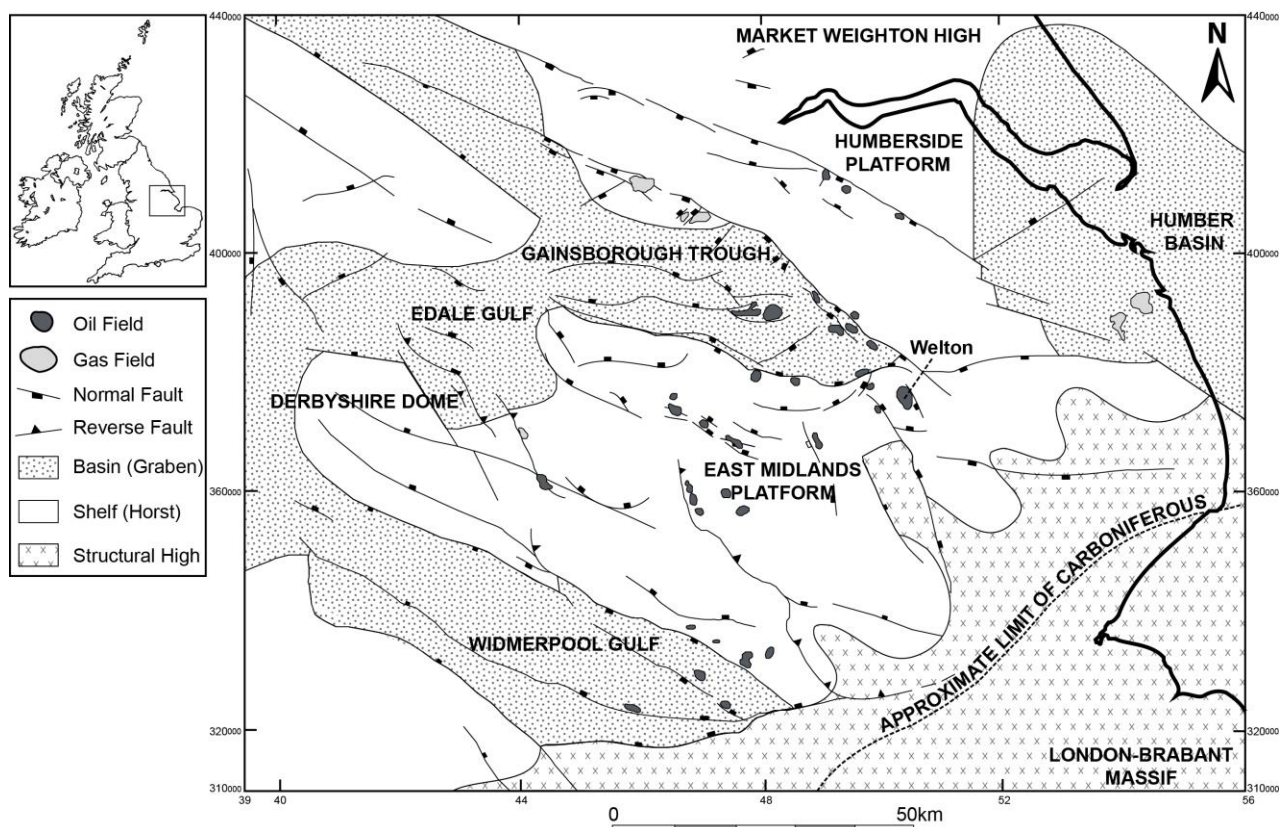 440000
440000
MARKET WEIGHTON HIGH
N
HUMBERSIDE
PLATFORM
HUMBER
BASIN
400000
400000
GAINSBOROUGH TROUGH
EDALE GULF
Welton
DERBYSHIRE DOME
EAST MIDLANDS
PLATFORM
360000
360000
APPROXIMATE LIMIT OF CARBONIFEROUS
WIDMERPOOL GULF
320000
320000
LONDON-BRABANT
MASSIF
310000
310000
39
40
44
48
52
56
0
50km
Oil Field
Gas Field
Normal Fault
Reverse Fault
Basin (Graben)
Shelf (Horst)
Structural High